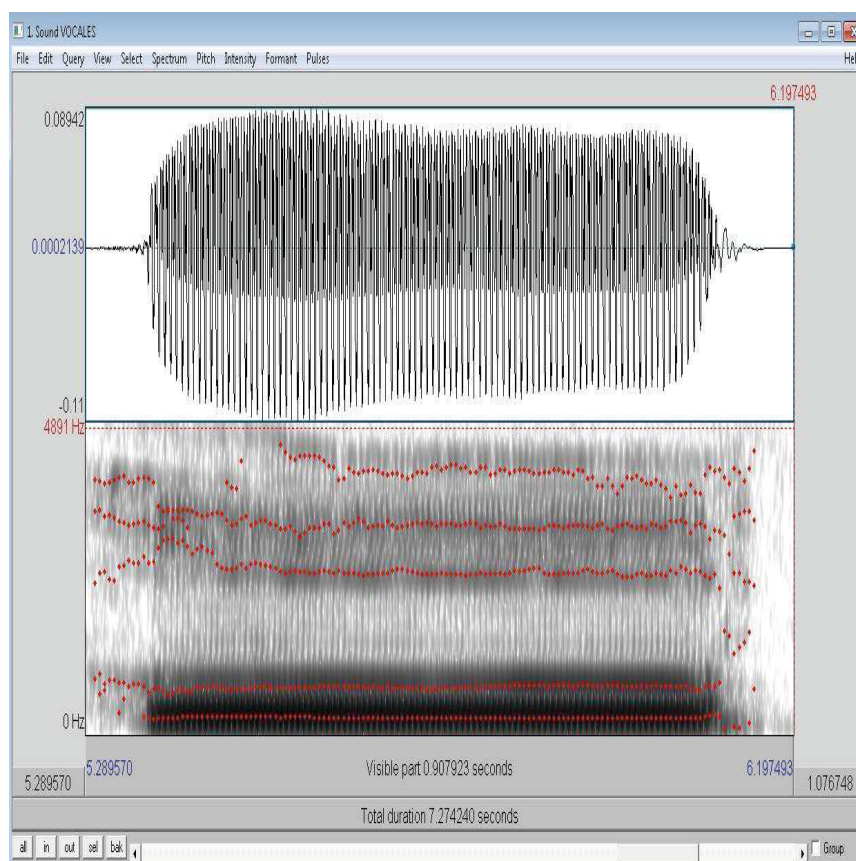 1. Sound VOCALES
File Edit Query View Select Spectrum Pitch Intensity Formant Pulses Hel
6.197493
0.08942
0.0002139
-0.11
4891 Hz
0 Hz
5.289570 Visible part 0.907923 seconds 6.197493
5.289570 1.076748
Total duration 7.274240 seconds
all in out sel bak Group